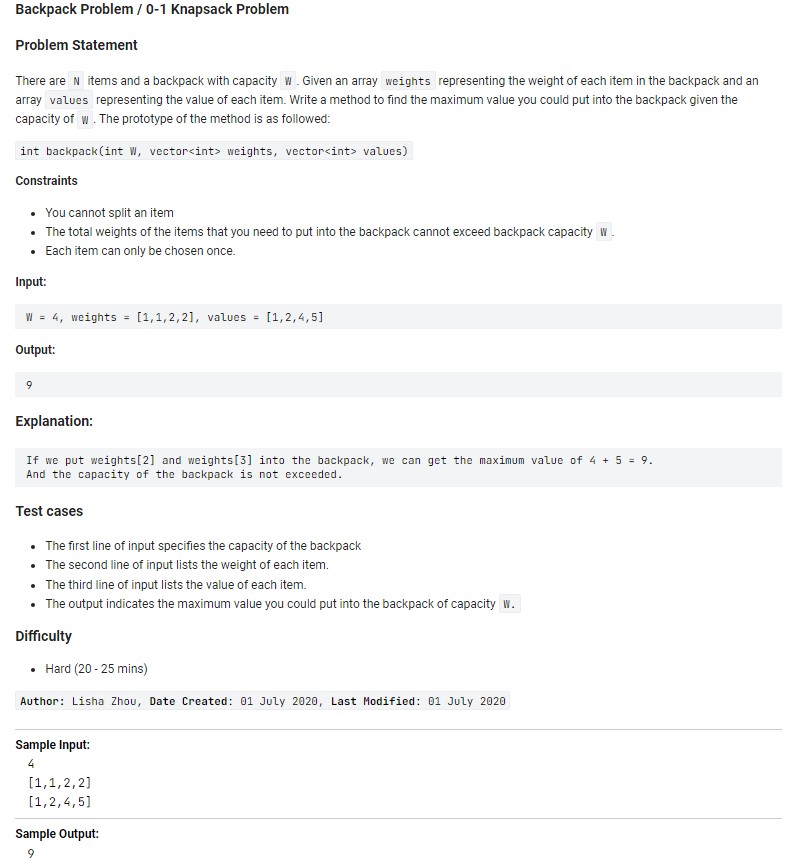 Backpack Problem / 0-1 Knapsack Problem
Problem Statement
There are N items and a backpack with capacity W. Given an array weights representing the weight of each item in the backpack and an
array values representing the value of each item. Write a method to find the maximum value you could put into the backpack given the
capacity of W. The prototype of the method is as followed:
int backpack(int W, vector<int> weights, vector<int> values)
Constraints
• You cannot split an item
• The total weights of the items that you need to put into the backpack cannot exceed backpack capacity W.
• Each item can only be chosen once.
Input:
W = 4, weights = [1,1,2,2], values = [1,2,4,5]
Output:
9
Explanation:
If we put weights[2] and weights[3] into the backpack, we can get the maximum value of 4 + 5 = 9.
And the capacity of the backpack is not exceeded.
Test cases
• The first line of input specifies the capacity of the backpack
• The second line of input lists the weight of each item.
• The third line of input lists the value of each item.
• The output indicates the maximum value you could put into the backpack of capacity W.
Difficulty
• Hard (20 - 25 mins)
Author: Lisha Zhou, Date Created: 01 July 2020, Last Modified: 01 July 2020
Sample Input:
4
[1,1,2,2]
[1,2,4,5]
Sample Output:
9